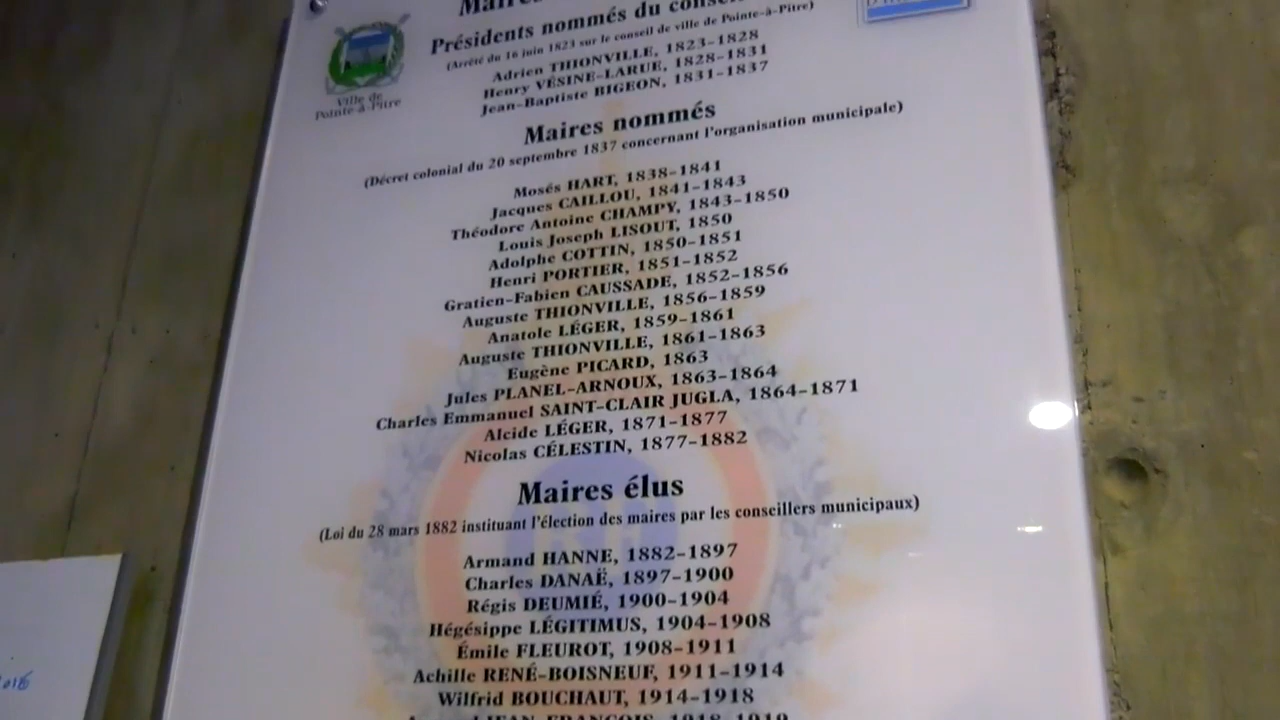 Maires
Présidents nommés du conseil
(Arrêté du 16 juin 1823 sur le conseil de ville de Pointe-à-Pitre)
Ville de
Pointe-à-Pitre
Adrien THIONVILLE, 1823-1828
Henry VÉSINE-LARUE, 1828-1831
Jean-Baptiste BIGEON, 1831-1837
Maires nommés
(Décret colonial du 20 septembre 1837 concernant l'organisation municipale)
Mosés HART, 1838-1841
Jacques CAILLOU, 1841-1843
Théodore Antoine CHAMPY, 1843-1850
Louis Joseph LISOUT, 1850
Adolphe COTTIN, 1850-1851
Henri PORTIER, 1851-1852
Gratien-Fabien CAUSSADE, 1852-1856
Auguste THIONVILLE, 1856-1859
Anatole LÉGER, 1859-1861
Auguste THIONVILLE, 1861-1863
Eugène PICARD, 1863
Jules PLANEL-ARNOUX, 1863-1864
Charles Emmanuel SAINT-CLAIR JUGLA, 1864-1871
Alcide LÉGER, 1871-1877
Nicolas CÉLESTIN, 1877-1882
Maires élus
(Loi du 28 mars 1882 instituant l'élection des maires par les conseillers municipaux)
Armand HANNE, 1882-1897
Charles DANAË, 1897-1900
Régis DEUMIÉ, 1900-1904
Hégésippe LÉGITIMUS, 1904-1908
Émile FLEUROT, 1908-1911
Achille RENÉ-BOISNEUF, 1911-1914
Wilfrid BOUCHAUT, 1914-1918
JEAN-FRANÇOIS, 1918-1919